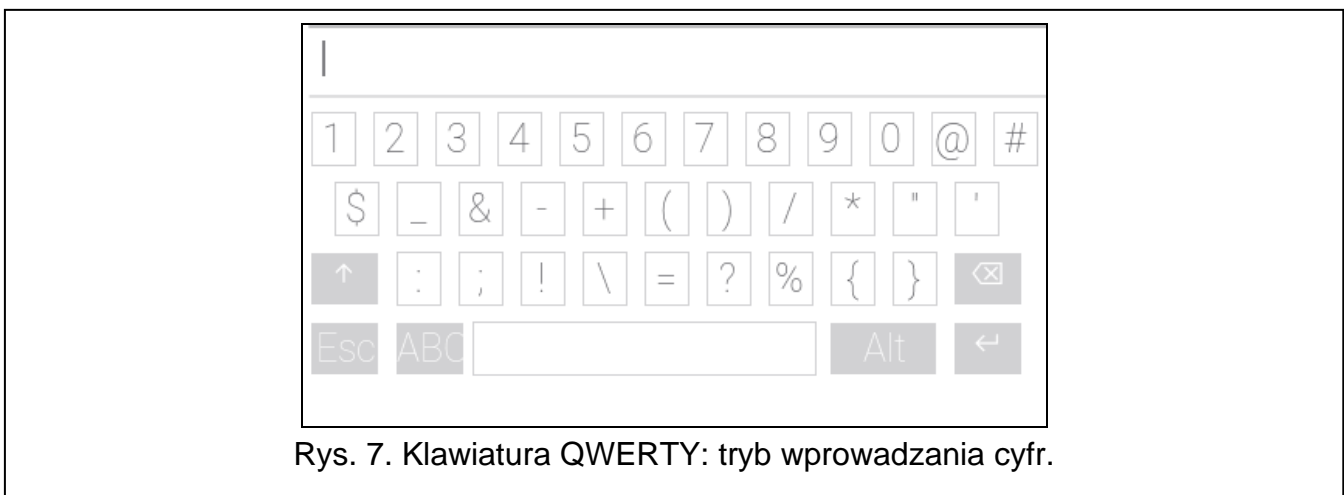 1 2 3 4 5 6 7 8 9 0 @ #
$ _ & - + ( ) / * " '
↑ : ; ! \ = ? % { } ⌫
Esc ABC Alt ↵
Rys. 7. Klawiatura QWERTY: tryb wprowadzania cyfr.